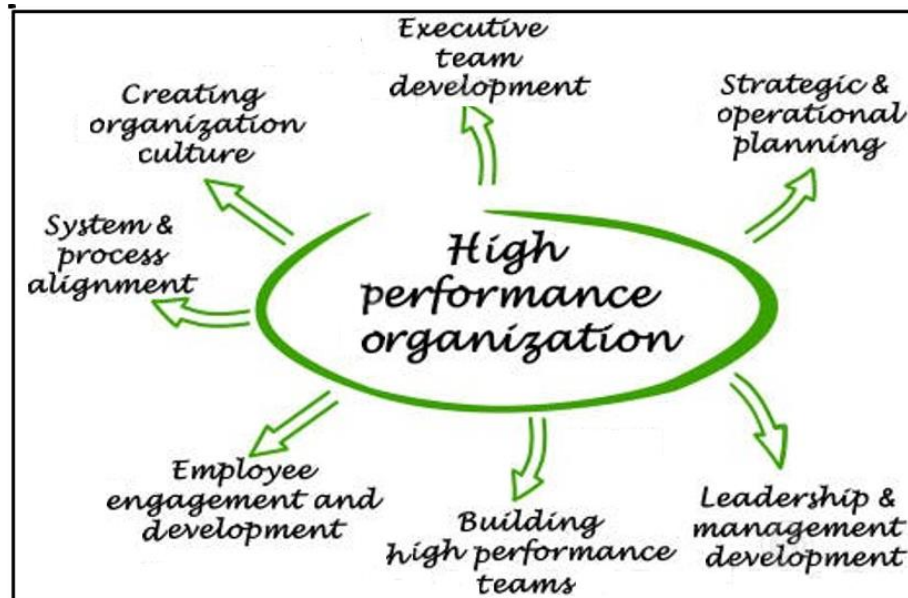 High
performance
organization
Executive
team
development
Strategic &
operational
planning
Leadership &
management
development
Building
high performance
teams
Employee
engagement and
development
System &
process
alignment
Creating
organization
culture